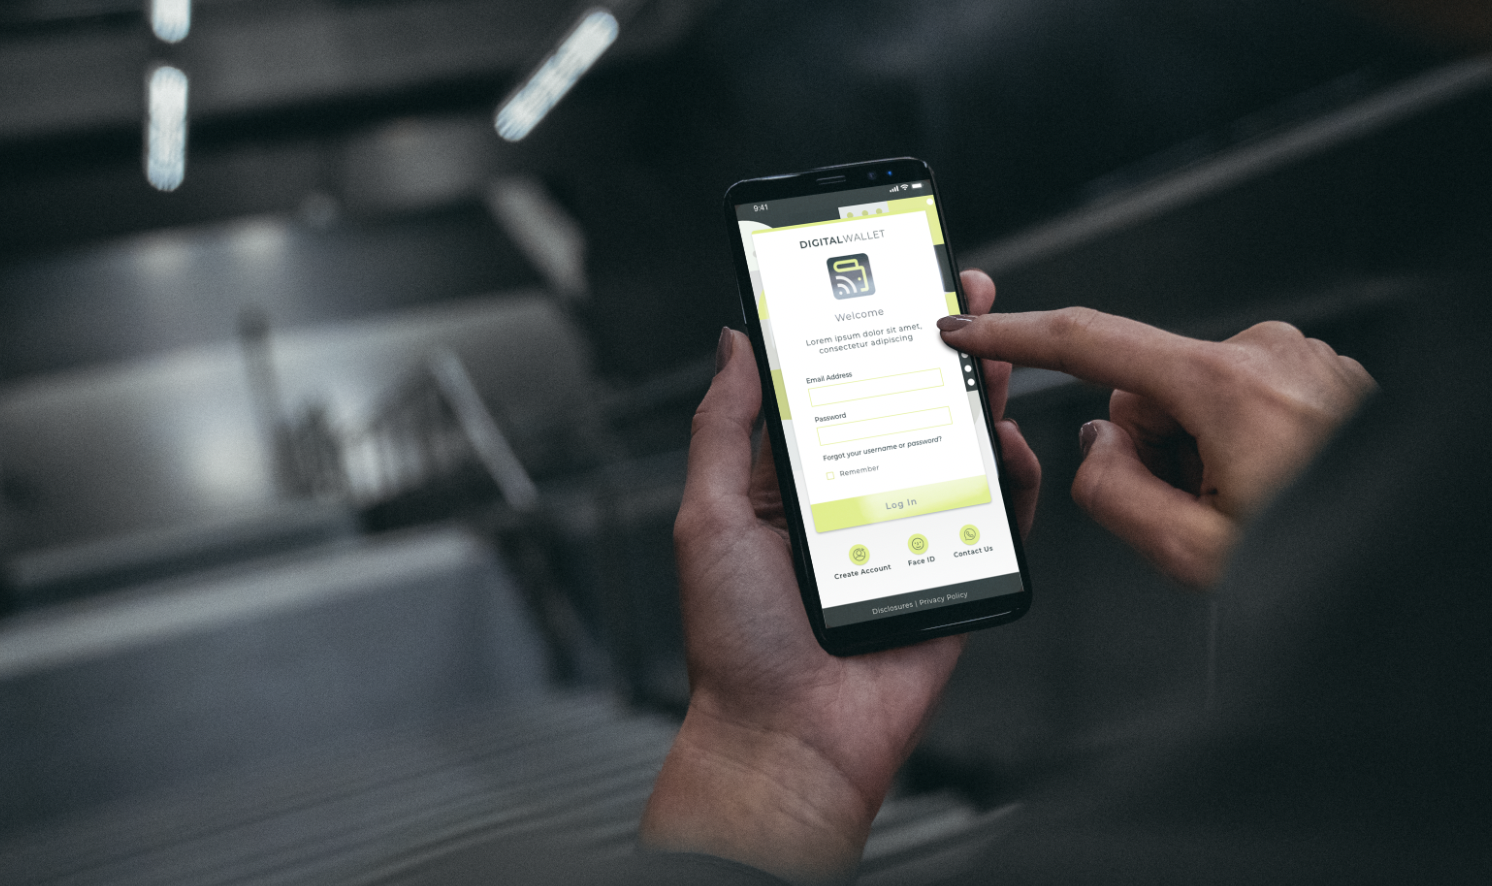 9:41
DIGITALWALLET
Welcome
Lorem ipsum dolor sit amet,
consectetur adipiscing
Email Address
Password
Forgot your username or password?
Remember
Log In
Create Account
Face ID
Contact Us
Disclosures | Privacy Policy